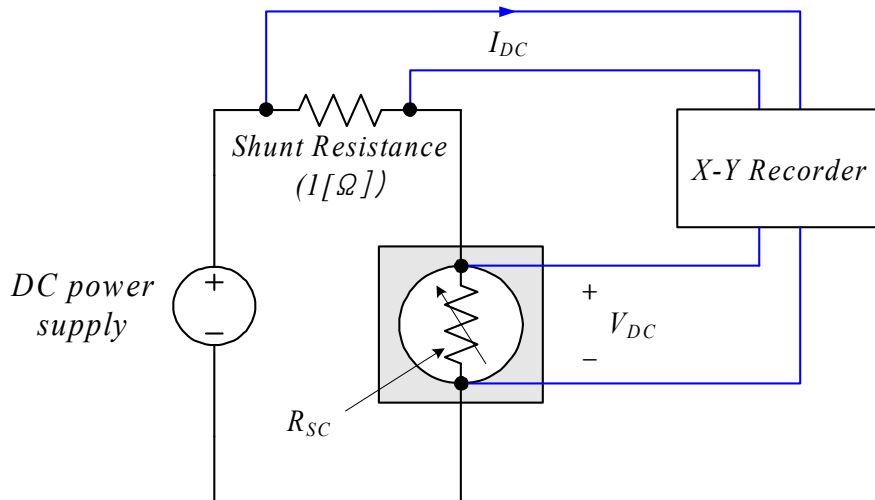 I_DC
Shunt Resistance
(1[Ω])
X-Y Recorder
DC power
supply
+
−
+
V_DC
−
R_SC